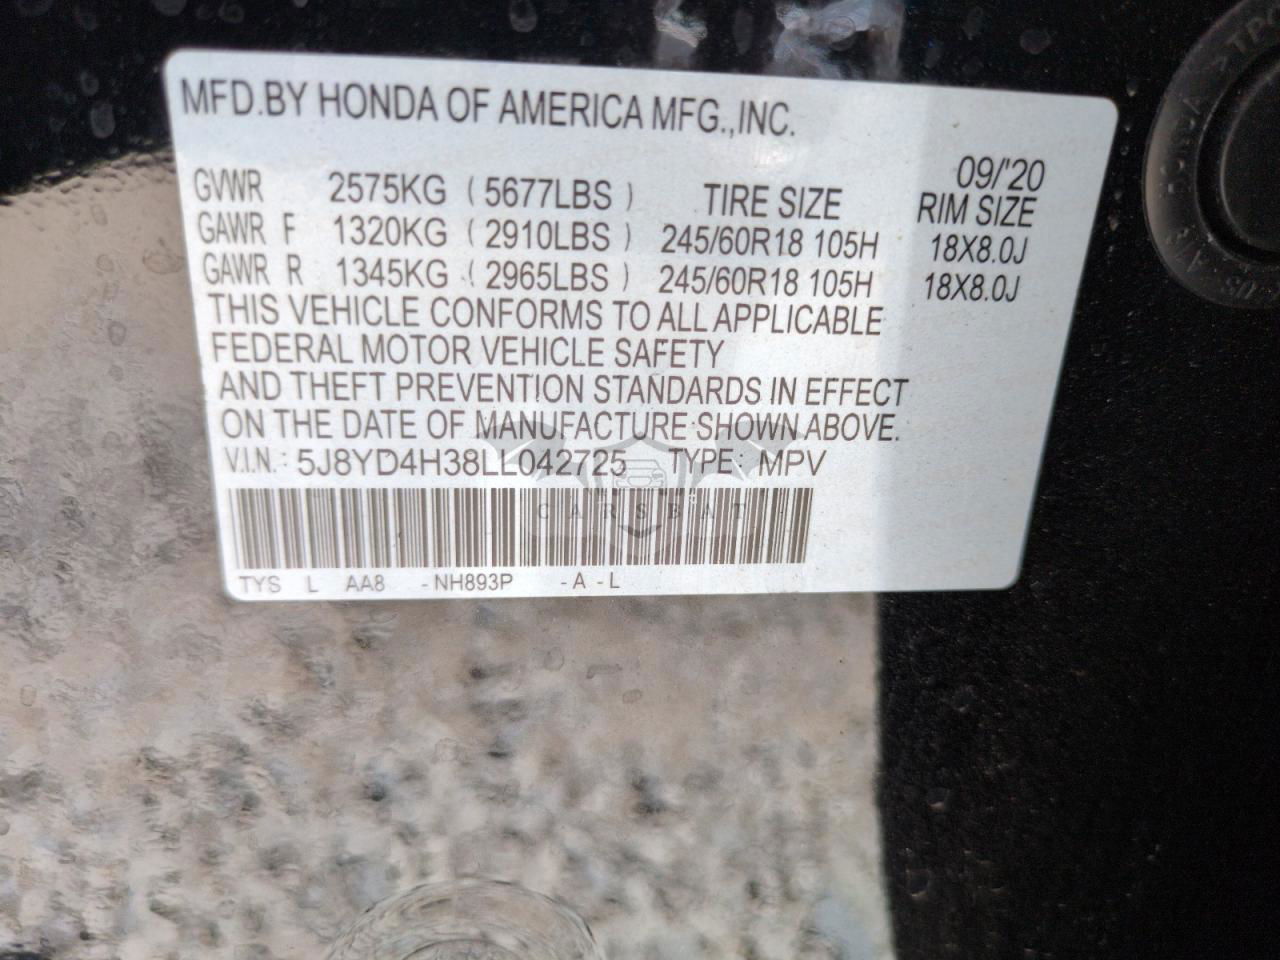 MFD.BY HONDA OF AMERICA MFG.,INC.
09/'20
GVWR 2575KG ( 5677LBS ) TIRE SIZE RIM SIZE
GAWR F 1320KG ( 2910LBS ) 245/60R18 105H 18X8.0J
GAWR R 1345KG ( 2965LBS ) 245/60R18 105H 18X8.0J
THIS VEHICLE CONFORMS TO ALL APPLICABLE
FEDERAL MOTOR VEHICLE SAFETY
AND THEFT PREVENTION STANDARDS IN EFFECT
ON THE DATE OF MANUFACTURE SHOWN ABOVE.
V.I.N.: 5J8YD4H38LL042725 TYPE: MPV
CARSBAT
TYS L AA8 -NH893P -A -L